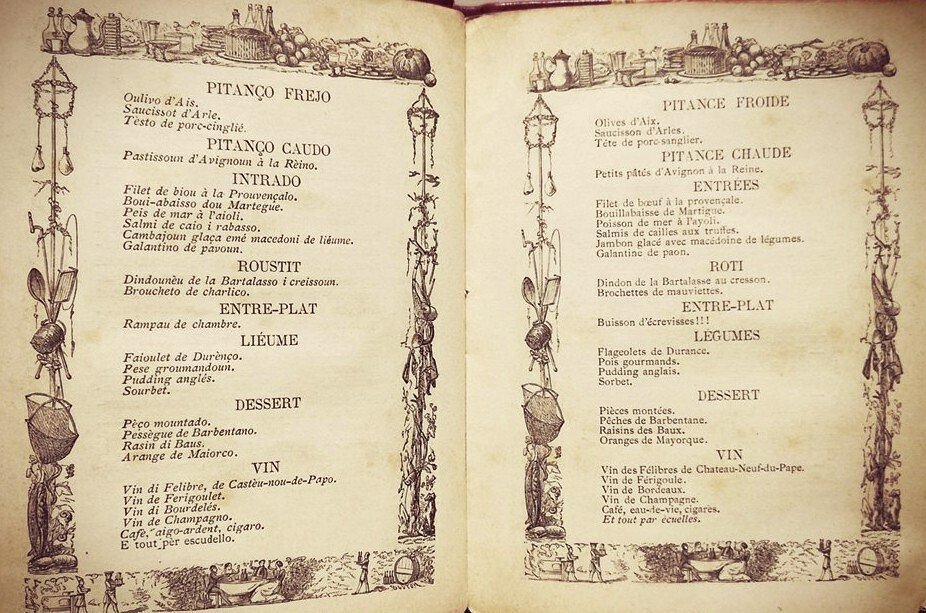 PITANÇO FREJO
Oulivo d'Ais.
Saucissot d'Arle.
Tèsto de porc-cinglié.
PITANÇO CAUDO
Pastissoun d'Avignoun à la Rèino.
INTRADO
Filet de biou à la Prouvençalo.
Boui-abaisso dou Martegue.
Peis de mar à l'aioli.
Salmi de caio i rabasso.
Cambajoun glaça emé macedoni de liéume.
Galantino de pavoun.
ROUSTIT
Dindounèu de la Bartalasso i creissoun.
Broucheto de charlico.
ENTRE-PLAT
Rampau de chambre.
LIÉUME
Faioulet de Durènço.
Pese groumandoun.
Pudding anglés.
Sourbet.
DESSERT
Pèço mountado.
Pessègue de Barbentano.
Rasin di Baus.
Arange de Maiorco.
VIN
Vin di Felibre, de Castèu-nou-de-Papo.
Vin de Ferigoulet.
Vin di Bourdelés.
Vin de Champagno.
Cafè, aigo-ardent, cigaro.
E tout pèr escudello.
PITANCE FROIDE
Olives d'Aix.
Saucisson d'Arles.
Tête de porc-sanglier.
PITANCE CHAUDE
Petits pâtés d'Avignon à la Reine.
ENTRÉES
Filet de bœuf à la provençale.
Bouillabaisse de Martigue.
Poisson de mer à l'ayoli.
Salmis de cailles aux truffes.
Jambon glacé avec macédoine de légumes.
Galantine de paon.
ROTI
Dindon de la Bartalasse au cresson.
Brochettes de mauviettes.
ENTRE-PLAT
Buisson d'écrevisses!!!
LÉGUMES
Flageolets de Durance.
Pois gourmands.
Pudding anglais.
Sorbet.
DESSERT
Pièces montées.
Pêches de Barbentane.
Raisins des Baux.
Oranges de Mayorque.
VIN
Vin des Félibres de Chateau-Neuf-du-Pape.
Vin de Férigoule.
Vin de Bordeaux.
Vin de Champagne.
Café, eau-de-vie, cigares.
Et tout par écuelles.